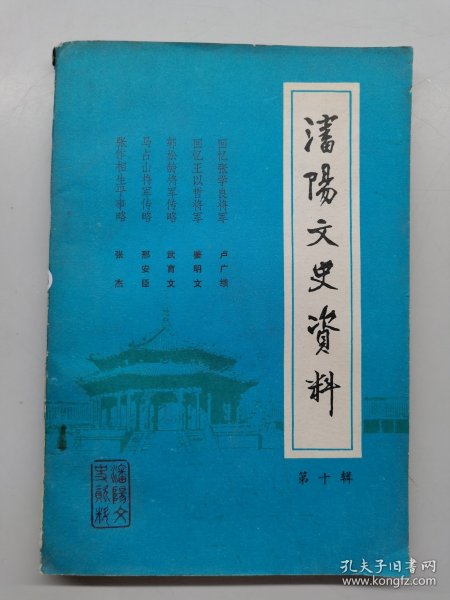 瀋陽文史資料
第十辑
回忆张学良将军 卢广绩
回忆王以哲将军 鉴明文
郭松龄将军传略 武育文
马占山将军传略 邢安臣
张作相生平事略 张杰
瀋陽文
史資料
孔夫子旧书网
www.kongfz.com